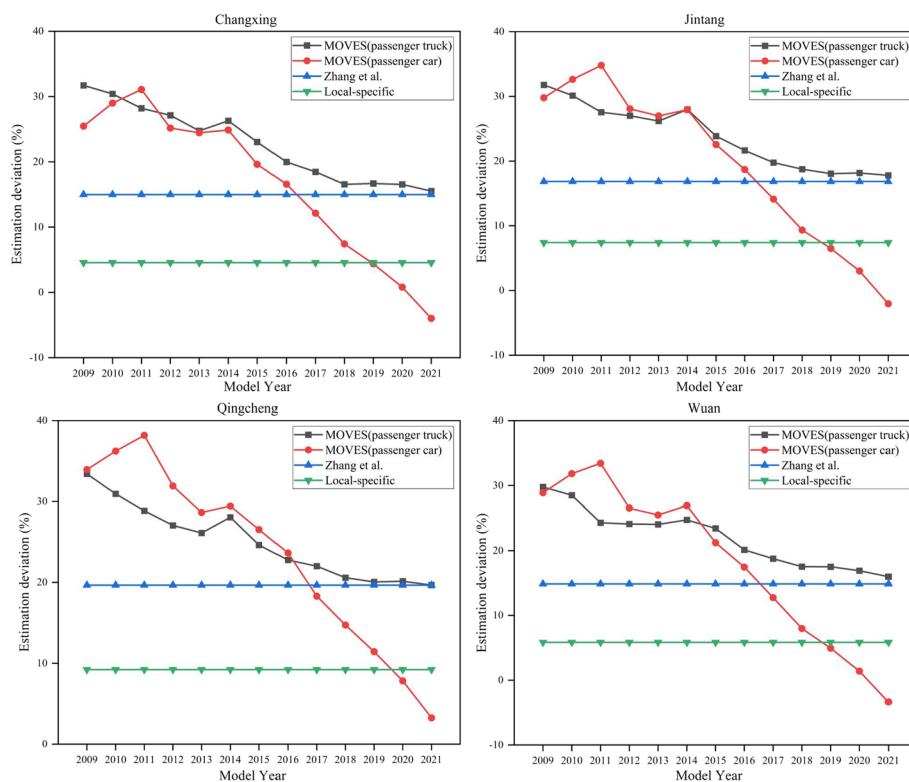 Changxing
Estimation deviation (%)
40
30
20
10
0
-10
MOVES(passenger truck)
MOVES(passenger car)
Zhang et al.
Local-specific
2009 2010 2011 2012 2013 2014 2015 2016 2017 2018 2019 2020 2021
Model Year
Jintang
Estimation deviation (%)
40
30
20
10
0
-10
MOVES(passenger truck)
MOVES(passenger car)
Zhang et al.
Local-specific
2009 2010 2011 2012 2013 2014 2015 2016 2017 2018 2019 2020 2021
Model Year
Qingcheng
Estimation deviation (%)
40
30
20
10
0
MOVES(passenger truck)
MOVES(passenger car)
Zhang et al.
Local-specific
2009 2010 2011 2012 2013 2014 2015 2016 2017 2018 2019 2020 2021
Model Year
Wuan
Estimation deviation (%)
40
30
20
10
0
-10
MOVES(passenger truck)
MOVES(passenger car)
Zhang et al.
Local-specific
2009 2010 2011 2012 2013 2014 2015 2016 2017 2018 2019 2020 2021
Model Year